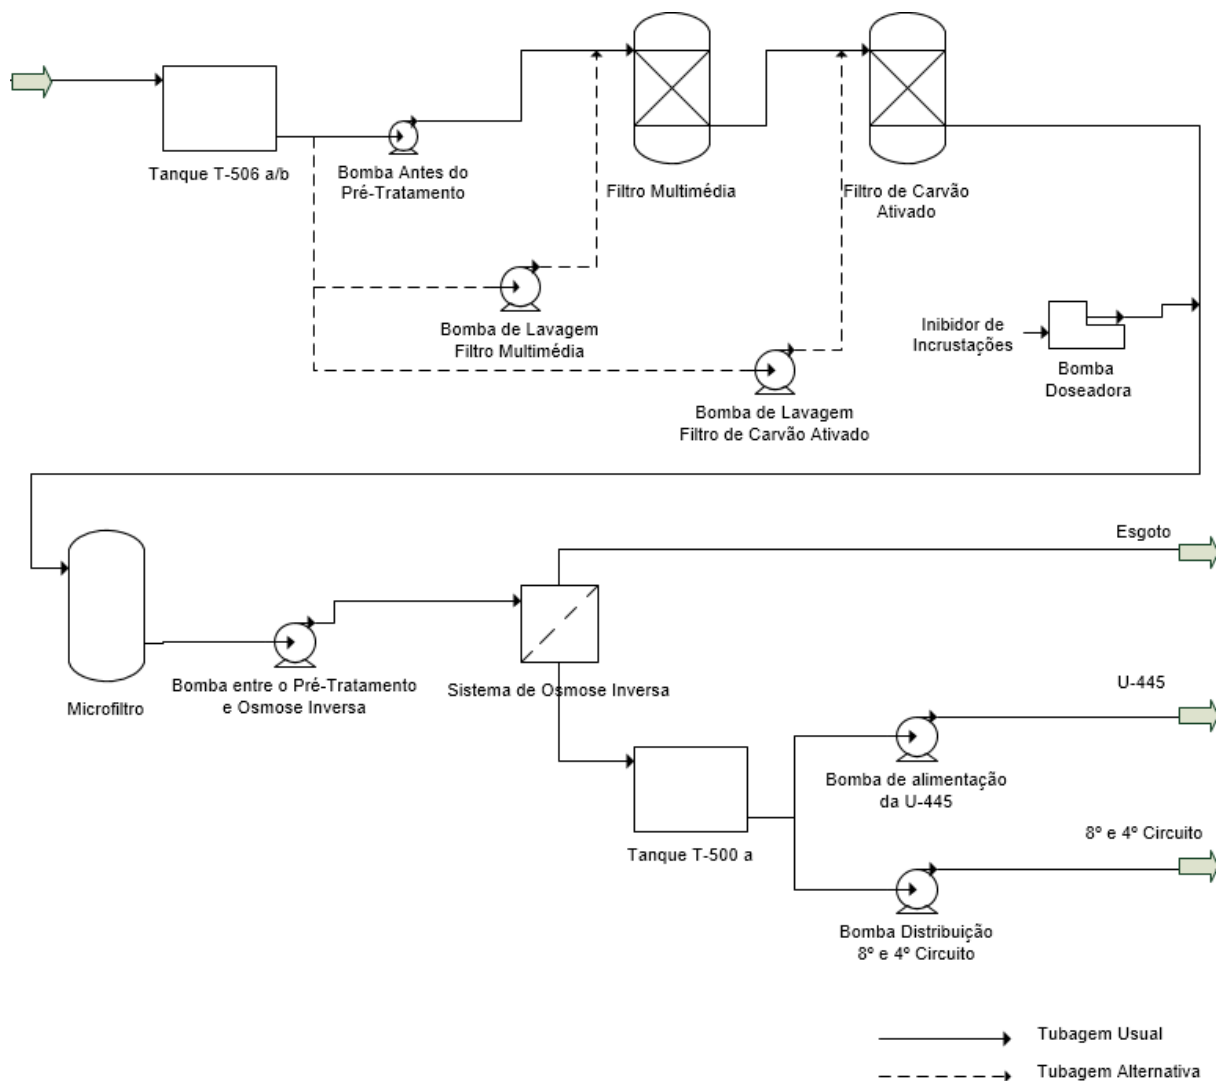 Tanque T-506 a/b
Bomba Antes do
Pré-Tratamento
Filtro Multimédia
Filtro de Carvão
Ativado
Bomba de Lavagem
Filtro Multimédia
Inibidor de
Incrustações
Bomba
Doseadora
Bomba de Lavagem
Filtro de Carvão Ativado
Esgoto
Microfiltro
Bomba entre o Pré-Tratamento
e Osmose Inversa
Sistema de Osmose Inversa
U-445
Bomba de alimentação
da U-445
Tanque T-500 a
8º e 4º Circuito
Bomba Distribuição
8º e 4º Circuito
Tubagem Usual
Tubagem Alternativa